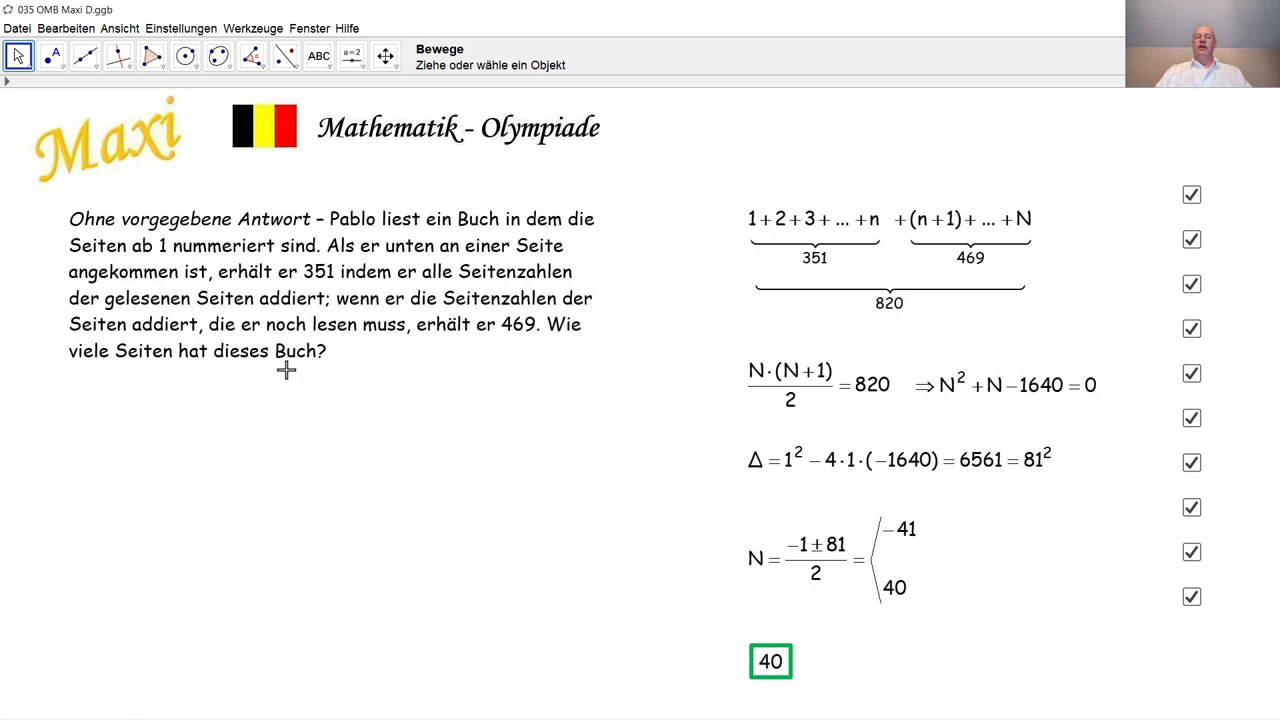 035 OMB Maxi D.ggb
Datei Bearbeiten Ansicht Einstellungen Werkzeuge Fenster Hilfe
A ABC a=2
Bewege
Ziehe oder wähle ein Objekt
Maxi
Mathematik - Olympiade
Ohne vorgegebene Antwort – Pablo liest ein Buch in dem die
Seiten ab 1 nummeriert sind. Als er unten an einer Seite
angekommen ist, erhält er 351 indem er alle Seitenzahlen
der gelesenen Seiten addiert; wenn er die Seitenzahlen der
Seiten addiert, die er noch lesen muss, erhält er 469. Wie
viele Seiten hat dieses Buch?
1+2+3+ ... +n +(n+1)+ ... +N
351 469
820
N·(N+1)/2 = 820 ⇒ N² + N − 1640 = 0
Δ = 1² − 4·1·(−1640) = 6561 = 81²
N = (−1±81)/2 = −41
40
40